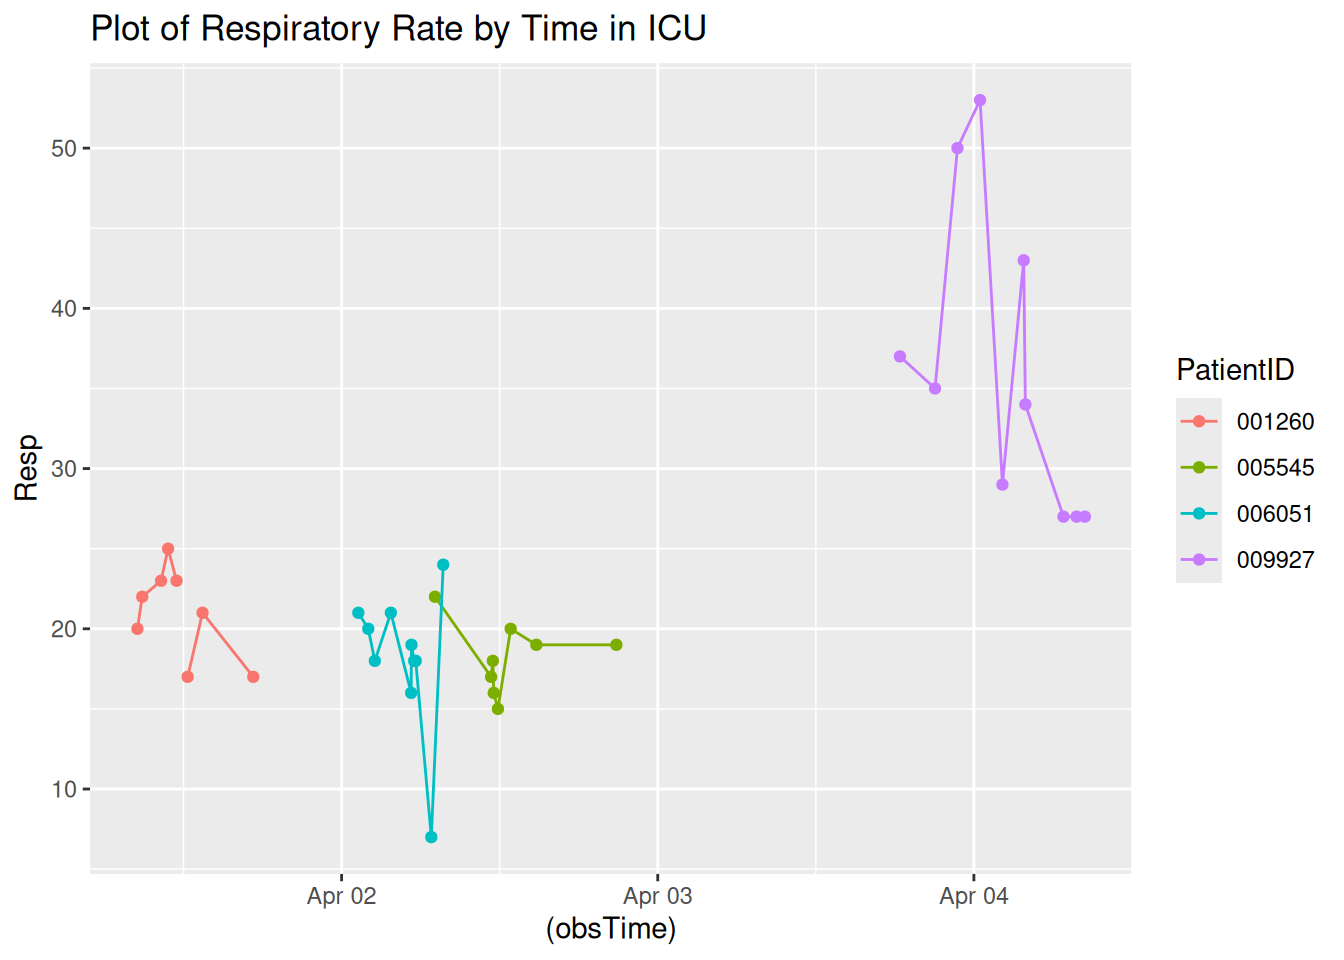 Plot of Respiratory Rate by Time in ICU
50
40
30
20
10
Resp
Apr 02
Apr 03
Apr 04
(obsTime)
PatientID
001260
005545
006051
009927